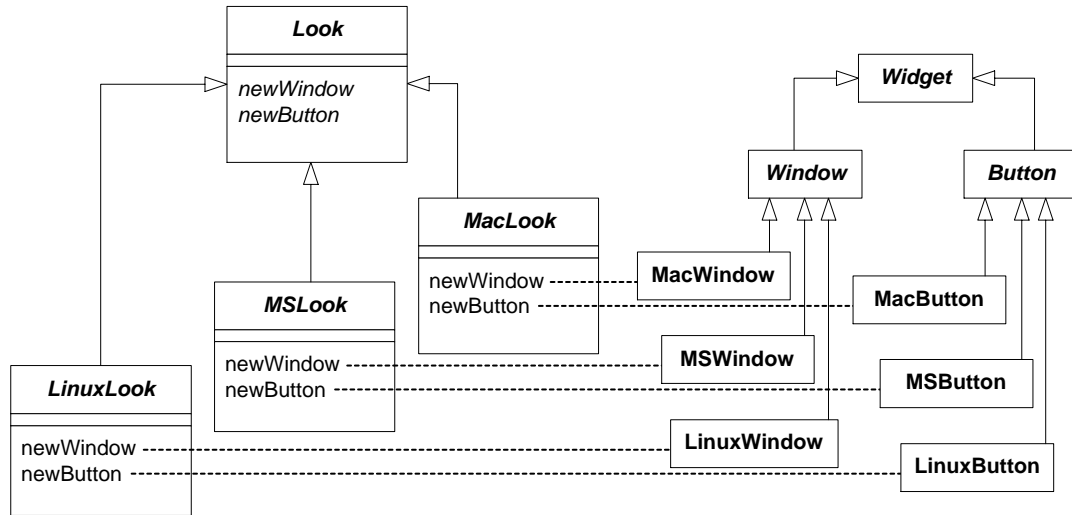 Look
newWindow
newButton
Widget
Window
Button
MacLook
newWindow
newButton
MacWindow
MacButton
MSLook
newWindow
newButton
MSWindow
MSButton
LinuxLook
newWindow
newButton
LinuxWindow
LinuxButton